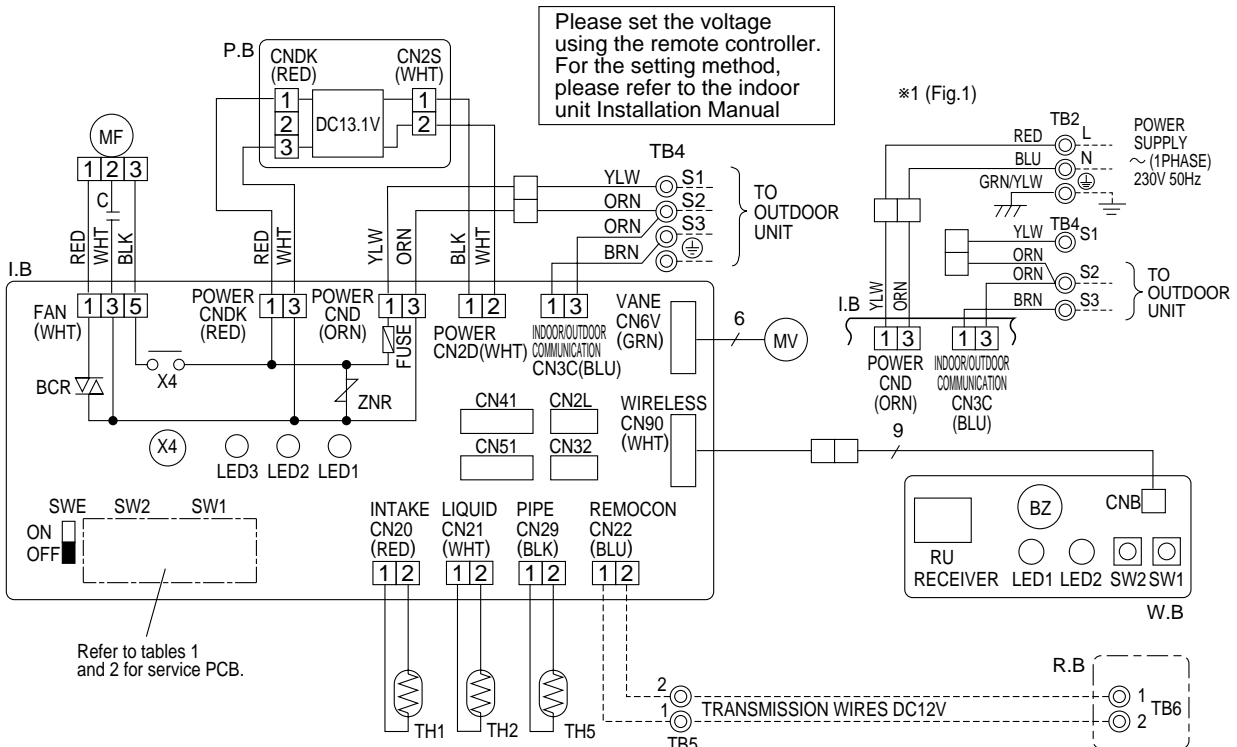 Please set the voltage
using the remote controller.
For the setting method,
please refer to the indoor
unit Installation Manual
P.B
CNDK
(RED)
CN2S
(WHT)
1
2
3
DC13.1V
1
2
MF
1 2 3
C
RED
WHT
BLK
RED
WHT
YLW
ORN
BLK
WHT
TB4
YLW
S1
ORN
S2
ORN
S3
BRN
TO
OUTDOOR
UNIT
※1 (Fig.1)
TB2
RED
L
BLU
N
GRN/YLW
POWER
SUPPLY
~ (1PHASE)
230V 50Hz
YLW
TB4
S1
ORN
ORN
S2
BRN
S3
TO
OUTDOOR
UNIT
I.B
YLW
ORN
1 3
1 3
POWER
CND
(ORN)
INDOOR/OUTDOOR
COMMUNICATION
CN3C
(BLU)
I.B
FAN
(WHT)
1 3 5
POWER
CNDK
(RED)
1 3
POWER
CND
(ORN)
1 3
FUSE
1 2
POWER
CN2D(WHT)
1 3
INDOOR/OUTDOOR
COMMUNICATION
CN3C(BLU)
VANE
CN6V
(GRN)
6
MV
BCR
X4
ZNR
X4
LED3 LED2 LED1
CN41
CN2L
CN51
CN32
WIRELESS
CN90
(WHT)
9
SWE
SW2
SW1
ON
OFF
INTAKE
CN20
(RED)
1 2
LIQUID
CN21
(WHT)
1 2
PIPE
CN29
(BLK)
1 2
REMOCON
CN22
(BLU)
1 2
Refer to tables 1
and 2 for service PCB.
TH1
TH2
TH5
RU
RECEIVER
BZ
CNB
LED1 LED2 SW2 SW1
W.B
R.B
2
1
TRANSMISSION WIRES DC12V
TB5
1
2
TB6